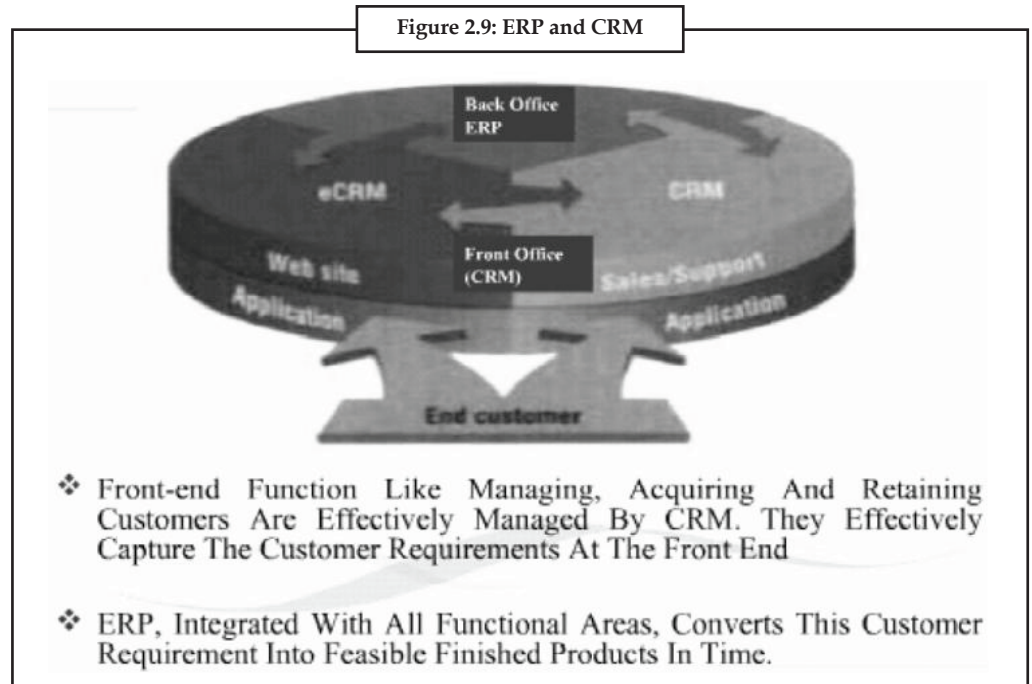 Figure 2.9: ERP and CRM
Back Office
ERP
eCRM
CRM
Front Office
(CRM)
Web site
Sales/Support
Application
Application
End customer
❖ Front-end Function Like Managing, Acquiring And Retaining
Customers Are Effectively Managed By CRM. They Effectively
Capture The Customer Requirements At The Front End
❖ ERP, Integrated With All Functional Areas, Converts This Customer
Requirement Into Feasible Finished Products In Time.